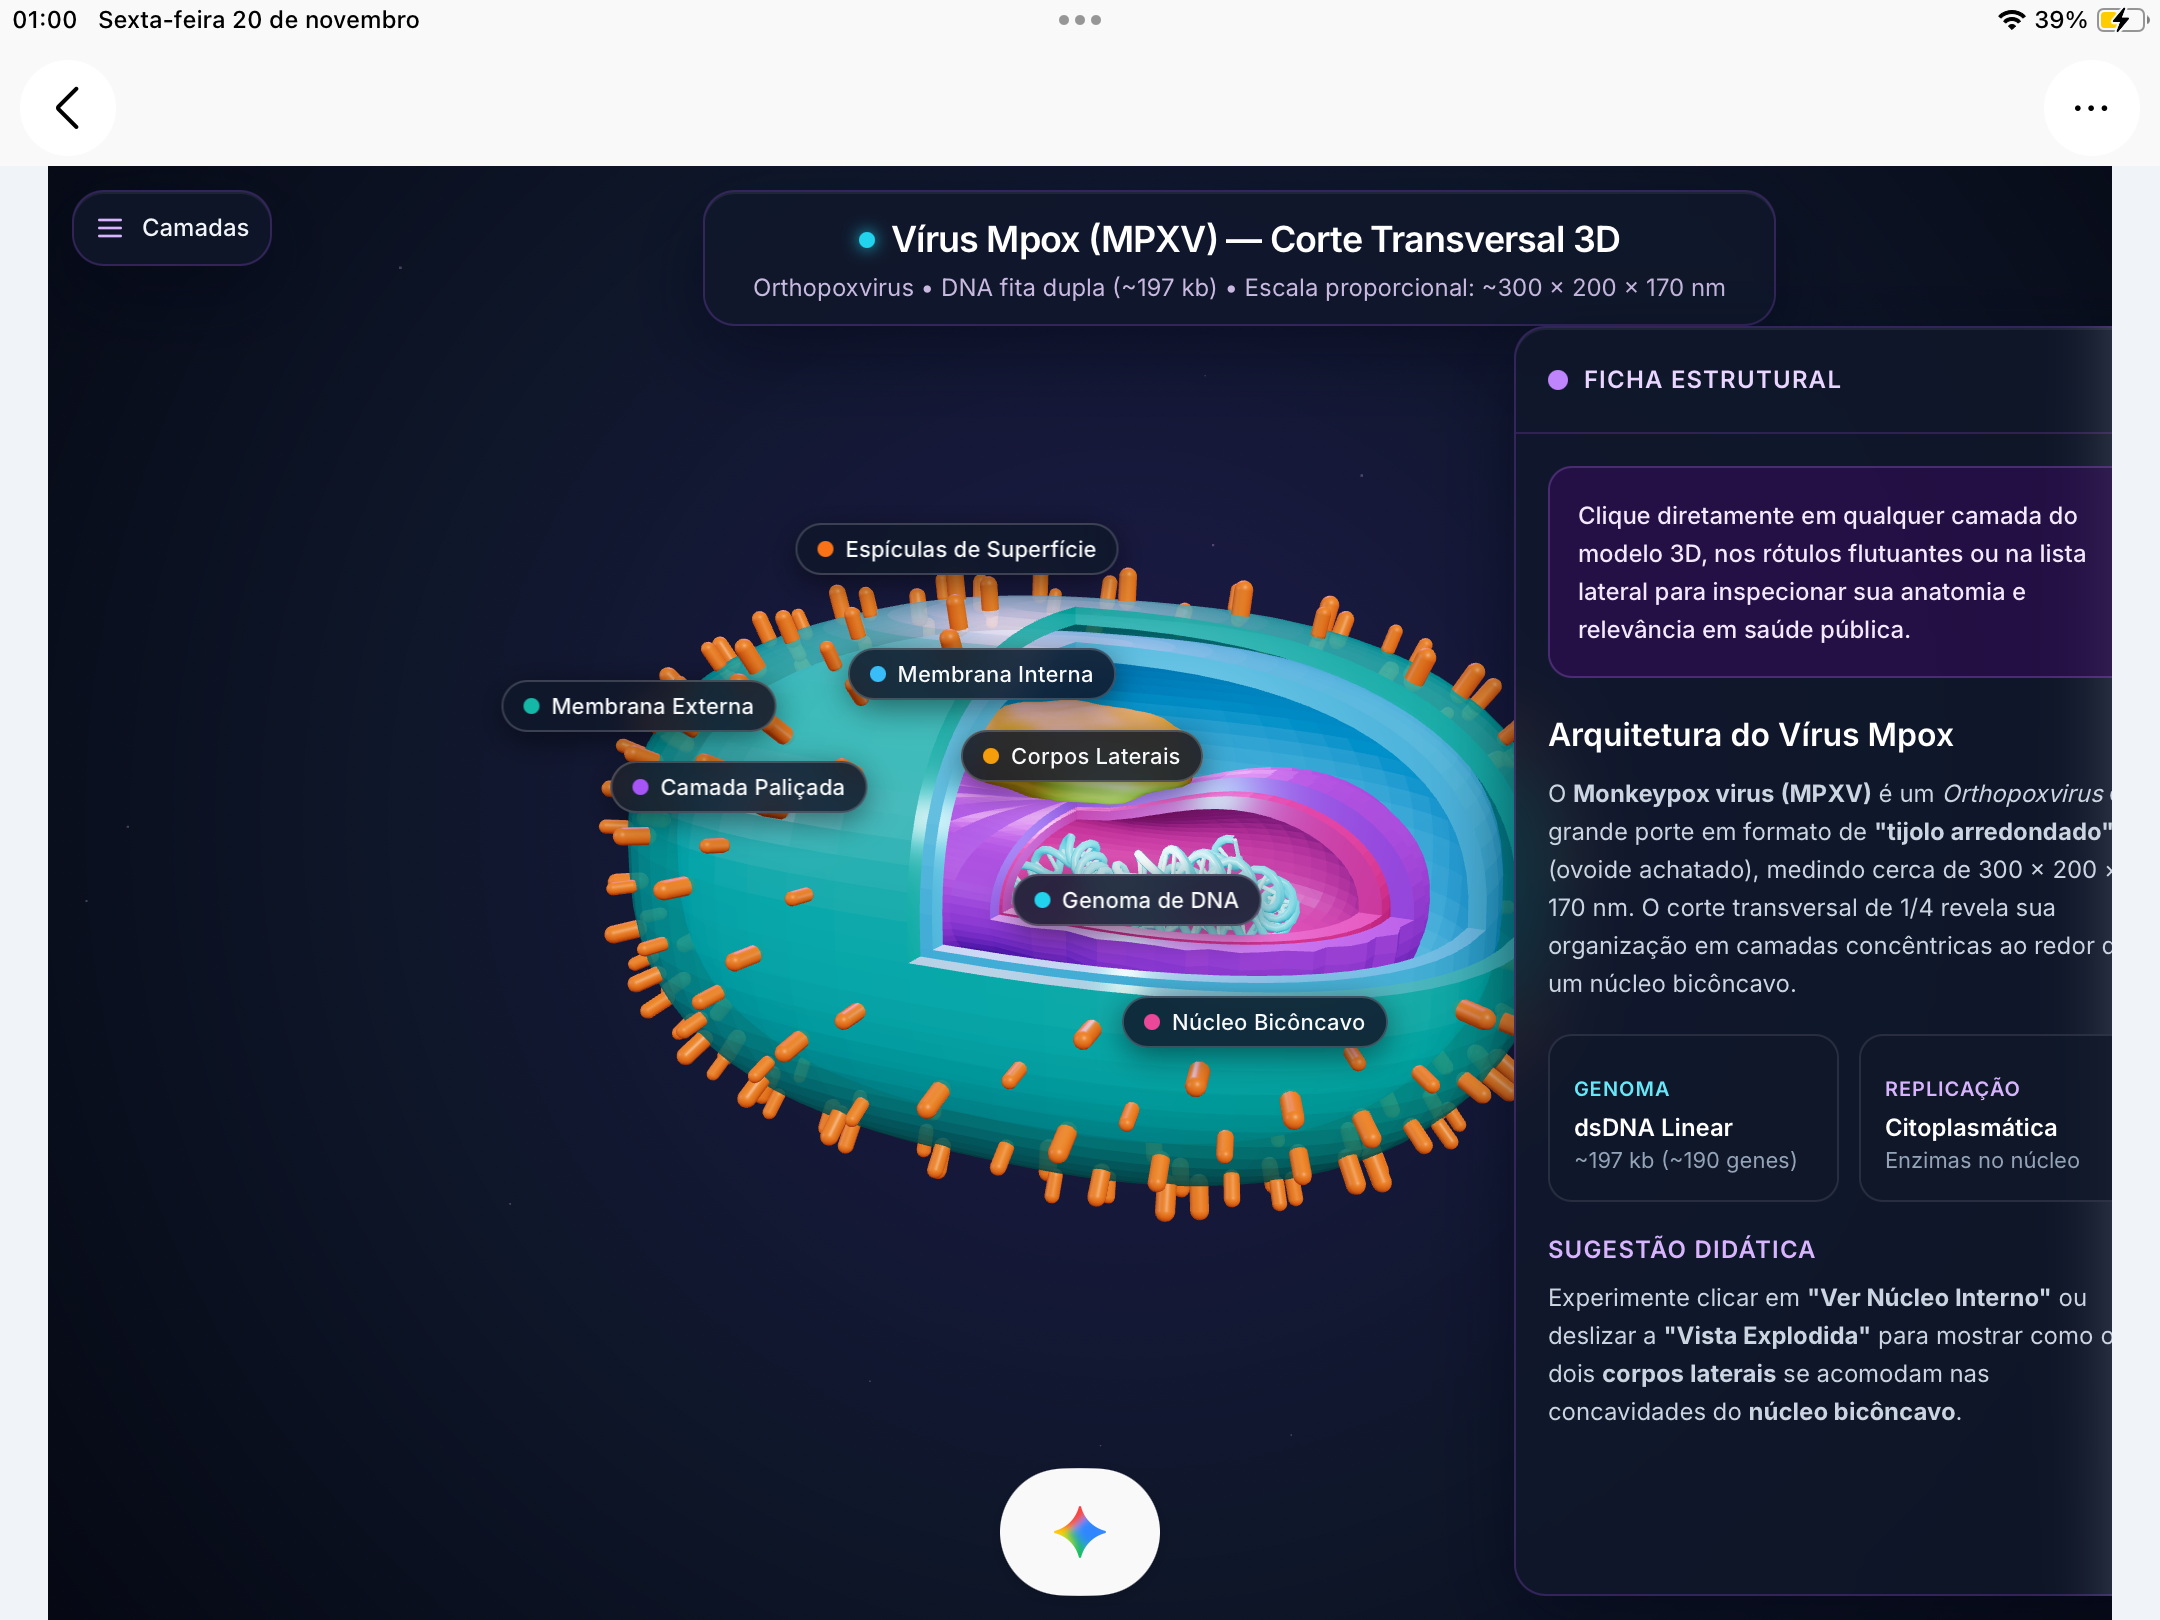 01:00 Sexta-feira 20 de novembro
39%
Camadas
Vírus Mpox (MPXV) — Corte Transversal 3D
Orthopoxvirus • DNA fita dupla (~197 kb) • Escala proporcional: ~300 × 200 × 170 nm
Espículas de Superfície
Membrana Interna
Membrana Externa
Corpos Laterais
Camada Paliçada
Genoma de DNA
Núcleo Bicôncavo
FICHA ESTRUTURAL
Clique diretamente em qualquer camada do
modelo 3D, nos rótulos flutuantes ou na lista
lateral para inspecionar sua anatomia e
relevância em saúde pública.
Arquitetura do Vírus Mpox
O Monkeypox virus (MPXV) é um Orthopoxvirus
grande porte em formato de "tijolo arredondado"
(ovoide achatado), medindo cerca de 300 × 200 ×
170 nm. O corte transversal de 1/4 revela sua
organização em camadas concêntricas ao redor
um núcleo bicôncavo.
GENOMA
dsDNA Linear
~197 kb (~190 genes)
REPLICAÇÃO
Citoplasmática
Enzimas no núcleo
SUGESTÃO DIDÁTICA
Experimente clicar em "Ver Núcleo Interno" ou
deslizar a "Vista Explodida" para mostrar como
dois corpos laterais se acomodam nas
concavidades do núcleo bicôncavo.